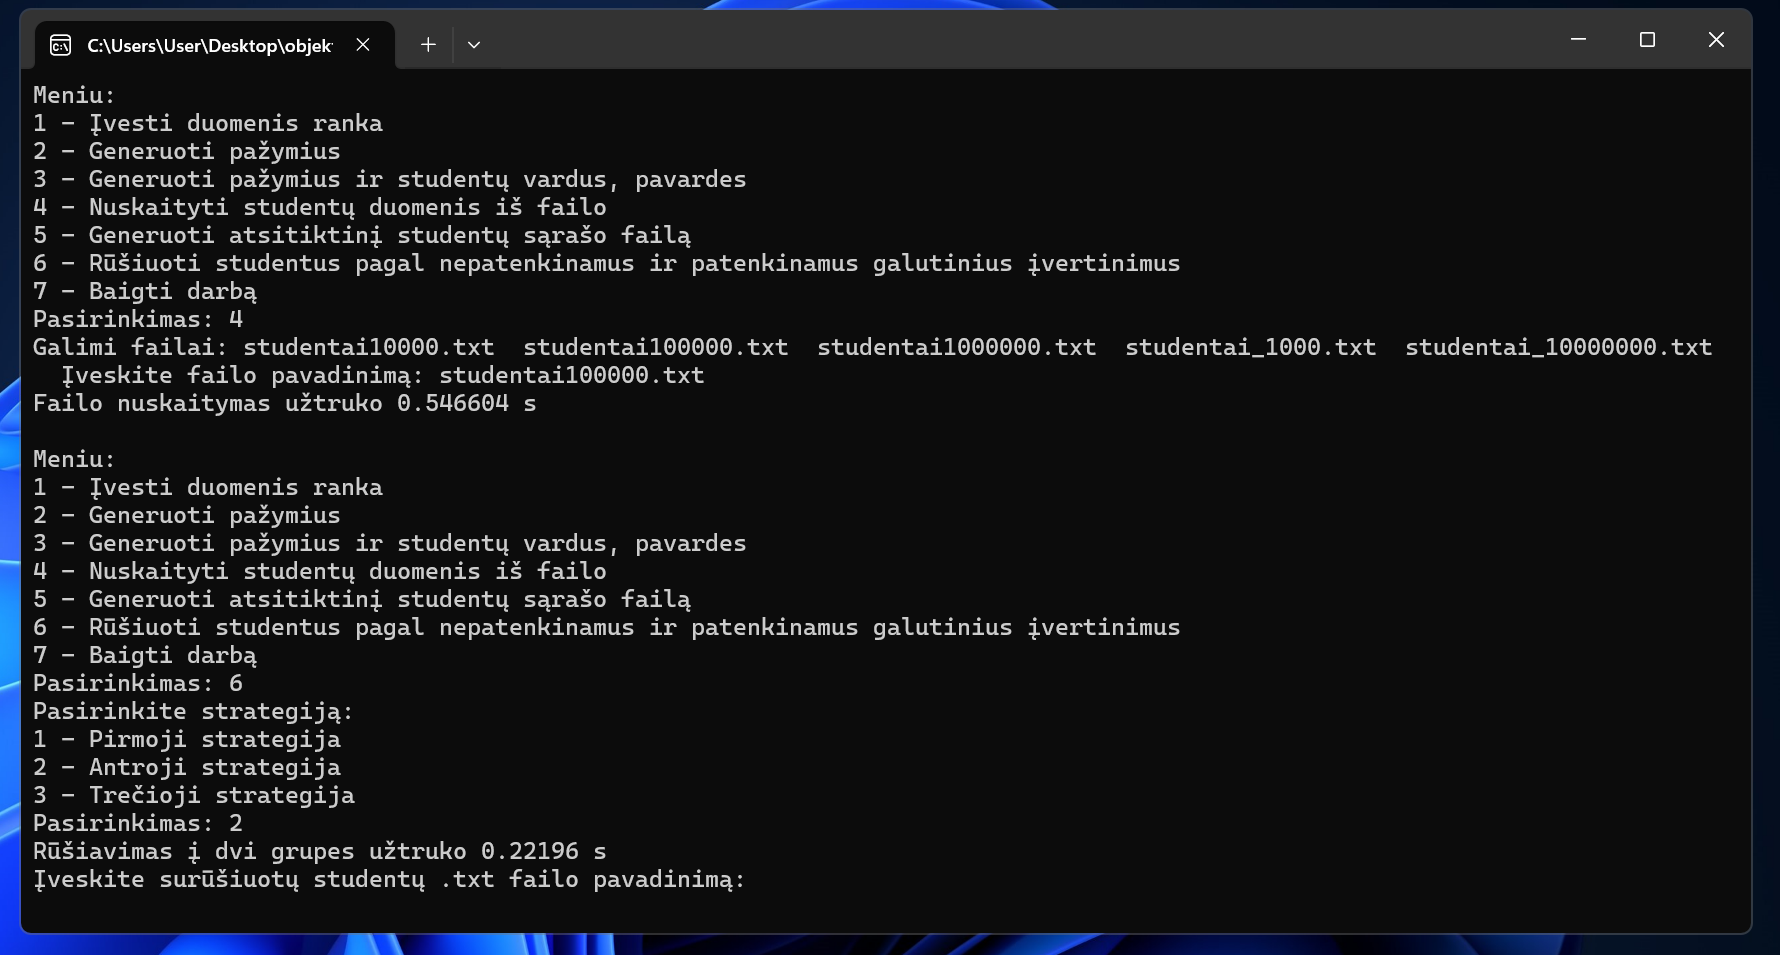 C:\Users\User\Desktop\objek
Meniu:
1 - Įvesti duomenis ranka
2 - Generuoti pažymius
3 - Generuoti pažymius ir studentų vardus, pavardes
4 - Nuskaityti studentų duomenis iš failo
5 - Generuoti atsitiktinį studentų sąrašo failą
6 - Rūšiuoti studentus pagal nepatenkinamus ir patenkinamus galutinius įvertinimus
7 - Baigti darbą
Pasirinkimas: 4
Galimi failai: studentai10000.txt  studentai100000.txt  studentai1000000.txt  studentai_1000.txt  studentai_10000000.txt
Įveskite failo pavadinimą: studentai100000.txt
Failo nuskaitymas užtruko 0.546604 s
Meniu:
1 - Įvesti duomenis ranka
2 - Generuoti pažymius
3 - Generuoti pažymius ir studentų vardus, pavardes
4 - Nuskaityti studentų duomenis iš failo
5 - Generuoti atsitiktinį studentų sąrašo failą
6 - Rūšiuoti studentus pagal nepatenkinamus ir patenkinamus galutinius įvertinimus
7 - Baigti darbą
Pasirinkimas: 6
Pasirinkite strategiją:
1 - Pirmoji strategija
2 - Antroji strategija
3 - Trečioji strategija
Pasirinkimas: 2
Rūšiavimas į dvi grupes užtruko 0.22196 s
Įveskite surūšiuotų studentų .txt failo pavadinimą: